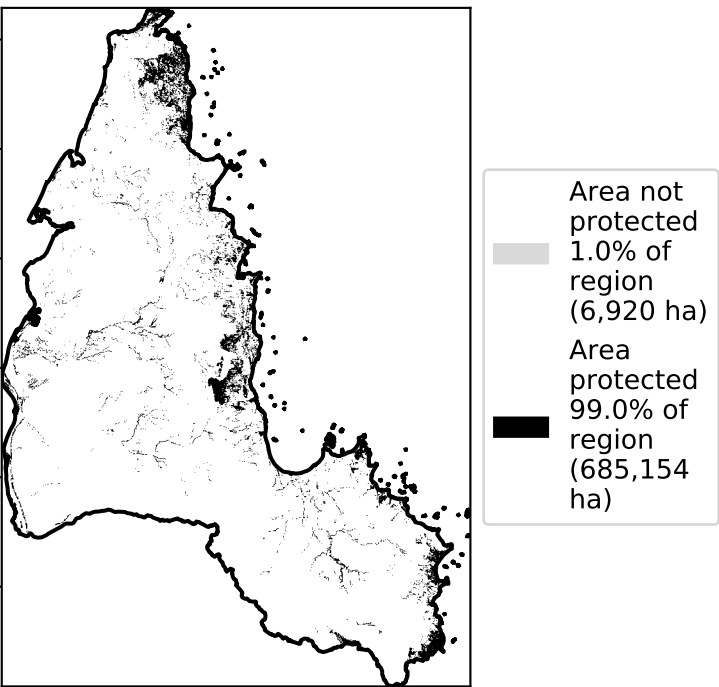 Area not
protected
1.0% of
region
(6,920 ha)
Area
protected
99.0% of
region
(685,154
ha)